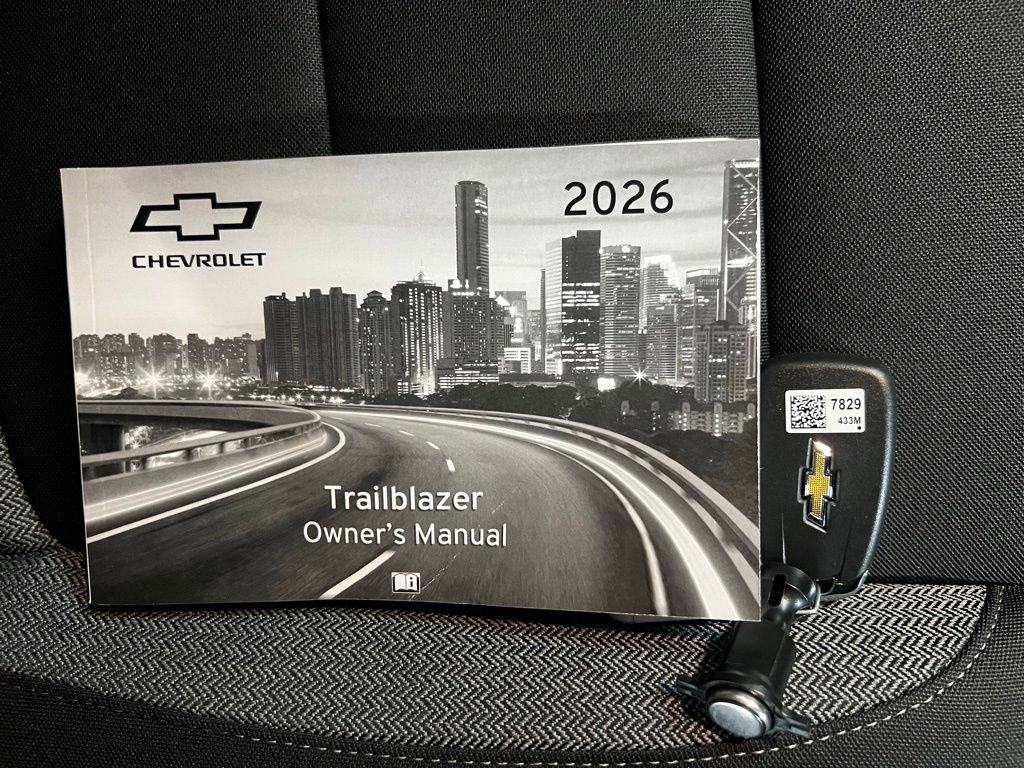 CHEVROLET
2026
Trailblazer
Owner's Manual
i
7829
433M